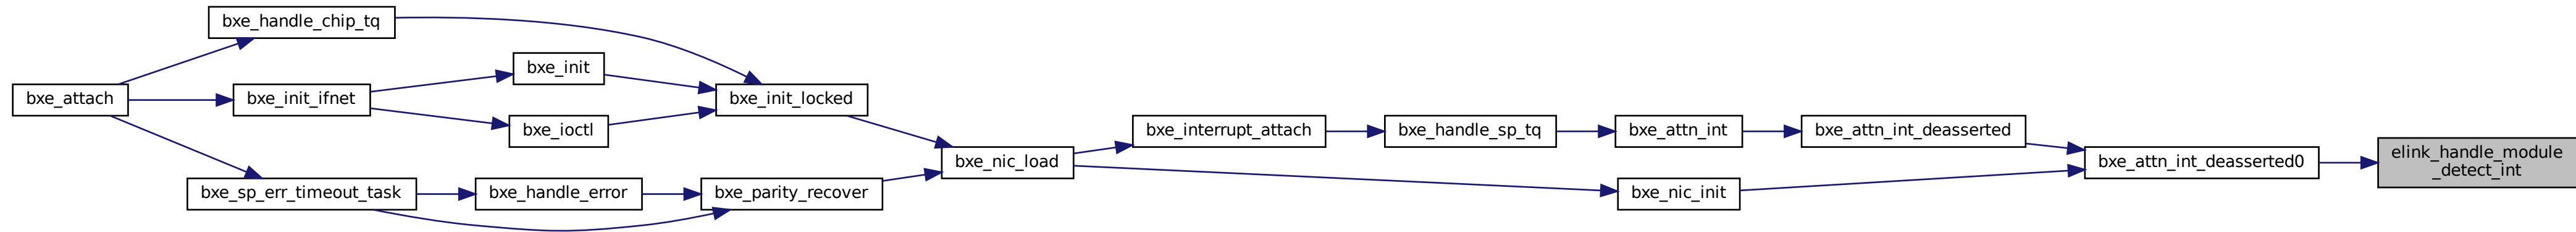 bxe_handle_chip_tq
bxe_init
bxe_attach
bxe_init_ifnet
bxe_init_locked
bxe_ioctl
bxe_interrupt_attach
bxe_handle_sp_tq
bxe_attn_int
bxe_attn_int_deasserted
bxe_nic_load
bxe_attn_int_deasserted0
elink_handle_module
_detect_int
bxe_sp_err_timeout_task
bxe_handle_error
bxe_parity_recover
bxe_nic_init